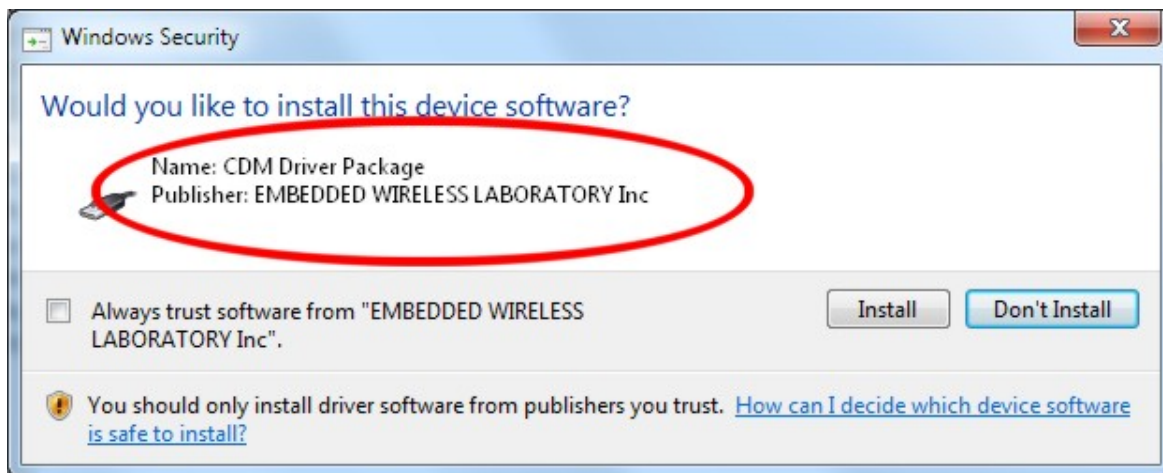 Windows Security
Would you like to install this device software?
Name: CDM Driver Package
Publisher: EMBEDDED WIRELESS LABORATORY Inc
Always trust software from "EMBEDDED WIRELESS
LABORATORY Inc".
Install
Don't Install
You should only install driver software from publishers you trust. How can I decide which device software
is safe to install?